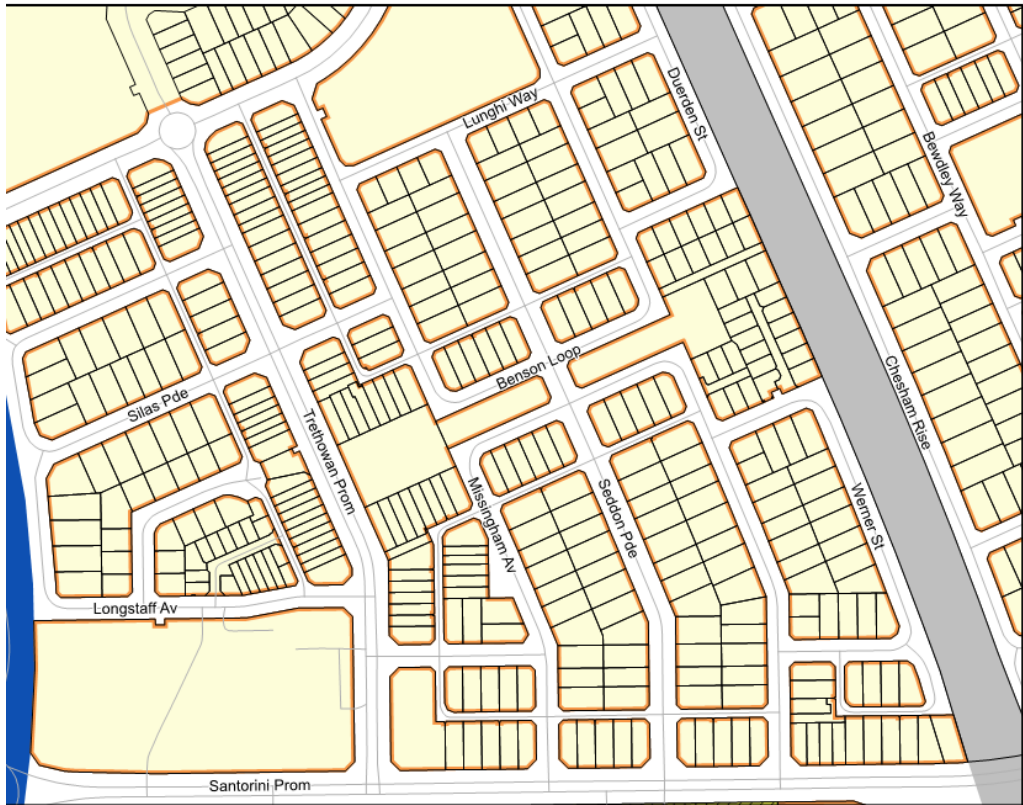 Lunghi Way
Duerden St
Bewdley Way
Benson Loop
Silas Pde
Chesham Rise
Trethowan Prom
Missingham Av
Seddon Pde
Werner St
Longstaff Av
Santorini Prom